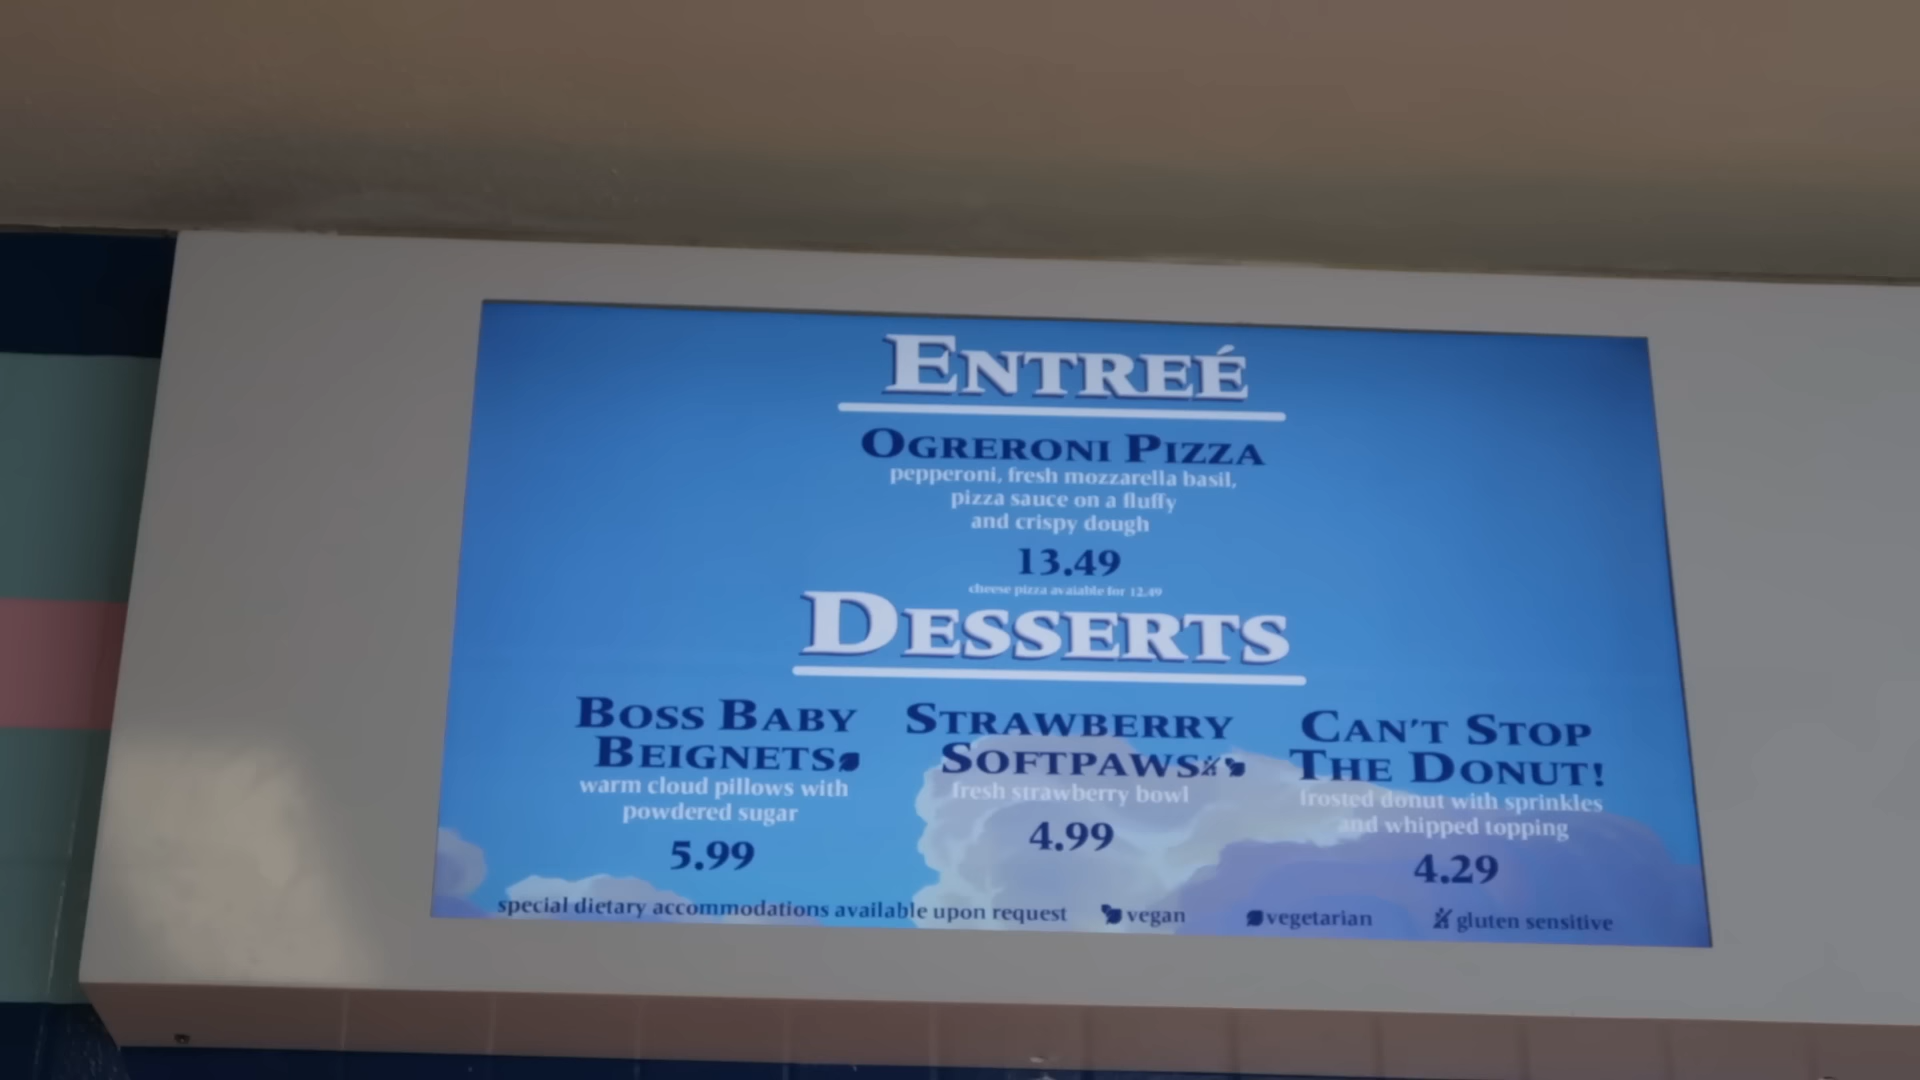 ENTREÉ
OGRERONI PIZZA
pepperoni, fresh mozzarella basil,
pizza sauce on a fluffy
and crispy dough
13.49
cheese pizza avaiable for 12.49
DESSERTS
BOSS BABY
BEIGNETS
warm cloud pillows with
powdered sugar
5.99
STRAWBERRY
SOFTPAWS
fresh strawberry bowl
4.99
CAN'T STOP
THE DONUT!
frosted donut with sprinkles
and whipped topping
4.29
special dietary accommodations available upon request vegan vegetarian gluten sensitive